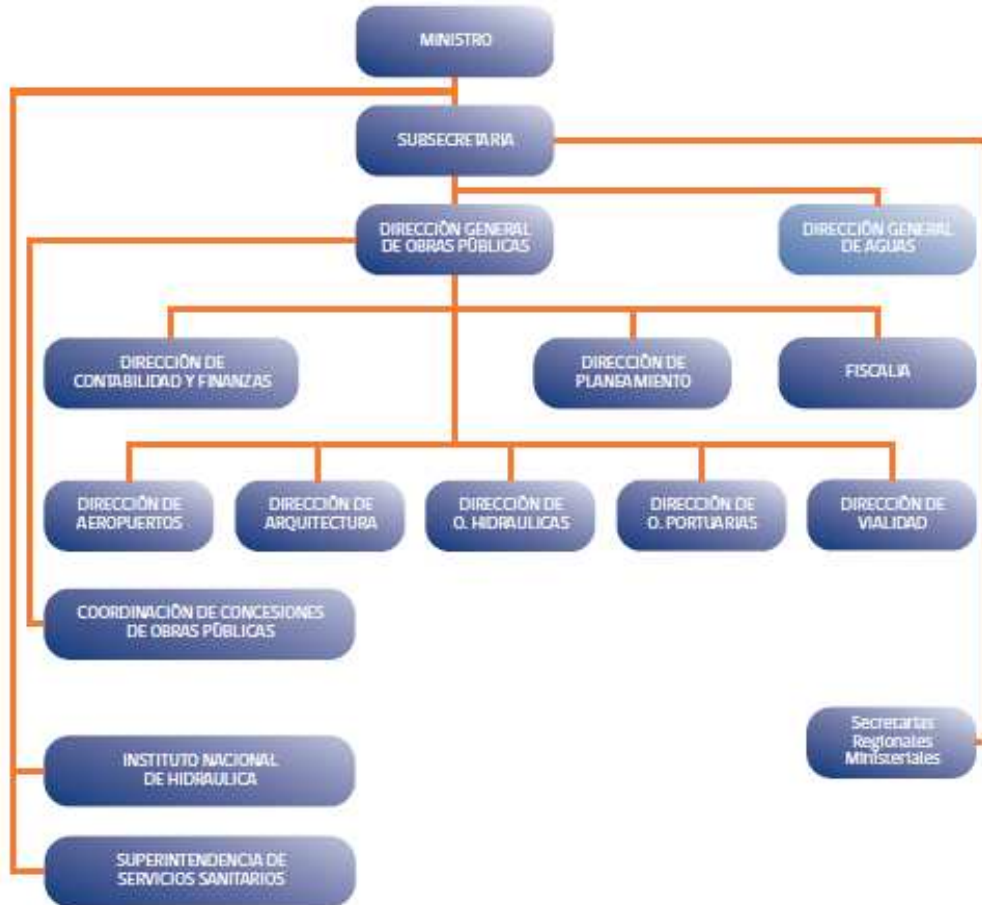 MINISTRO
SUBSECRETARIA
DIRECCIÓN GENERAL
DE OBRAS PÚBLICAS
DIRECCIÓN GENERAL
DE AGUAS
DIRECCIÓN DE
CONTABILIDAD Y FINANZAS
DIRECCIÓN DE
PLANEAMIENTO
FISCALIA
DIRECCIÓN DE
AEROPUERTOS
DIRECCIÓN DE
ARQUITECTURA
DIRECCIÓN DE
O. HIDRAULICAS
DIRECCIÓN DE
O. PORTUARIAS
DIRECCIÓN DE
VIALIDAD
COORDINACIÓN DE CONCESIONES
DE OBRAS PÚBLICAS
Secretarias
Regionales
Ministeriales
INSTITUTO NACIONAL
DE HIDRAULICA
SUPERINTENDENCIA DE
SERVICIOS SANITARIOS